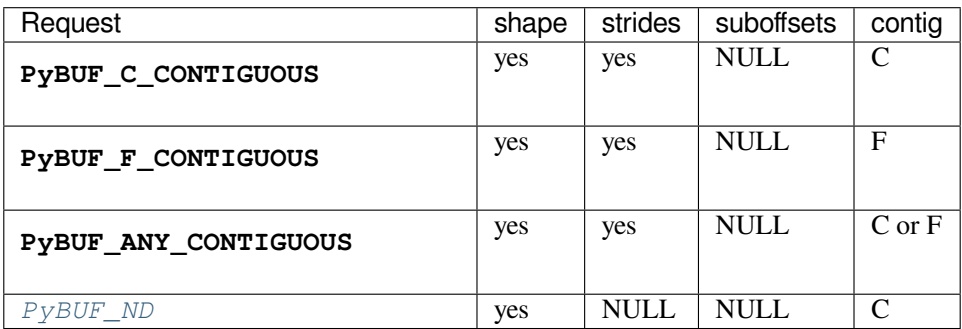 Request shape strides suboffsets contig
PyBUF_C_CONTIGUOUS yes yes NULL C
PyBUF_F_CONTIGUOUS yes yes NULL F
PyBUF_ANY_CONTIGUOUS yes yes NULL C or F
PyBUF_ND yes NULL NULL C